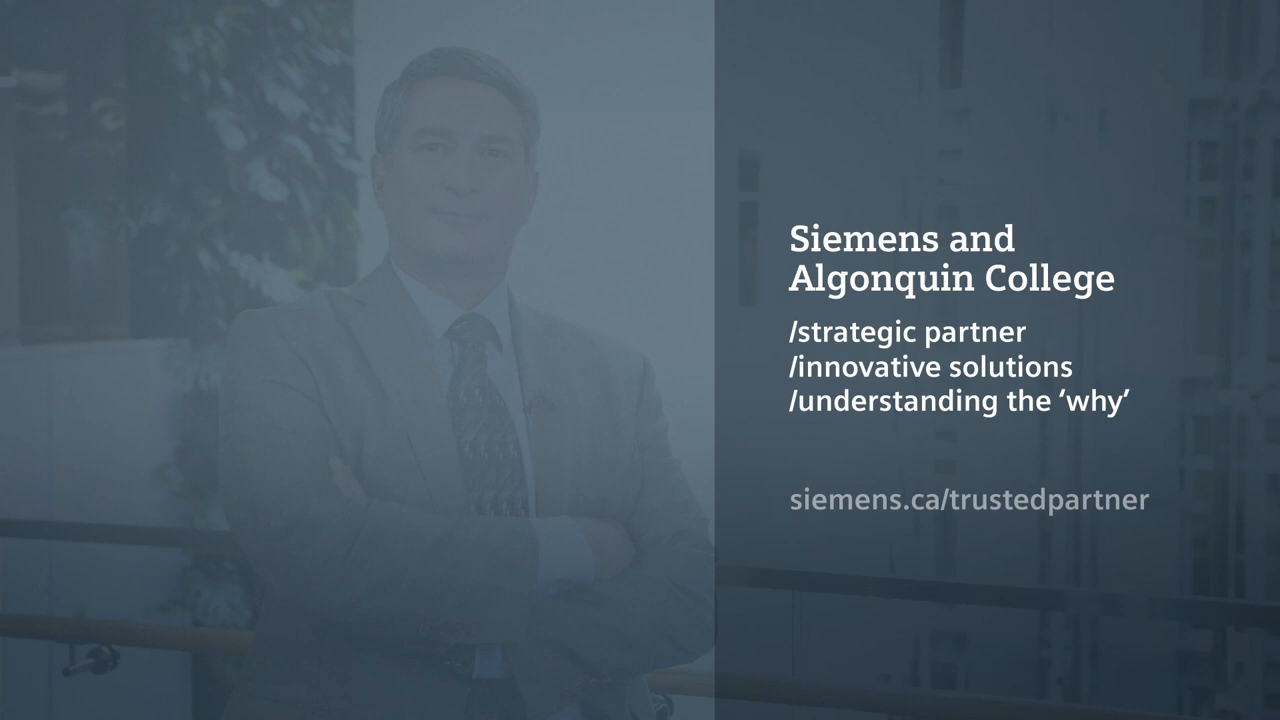 Siemens and
Algonquin College
/strategic partner
/innovative solutions
/understanding the ‘why’
siemens.ca/trustedpartner